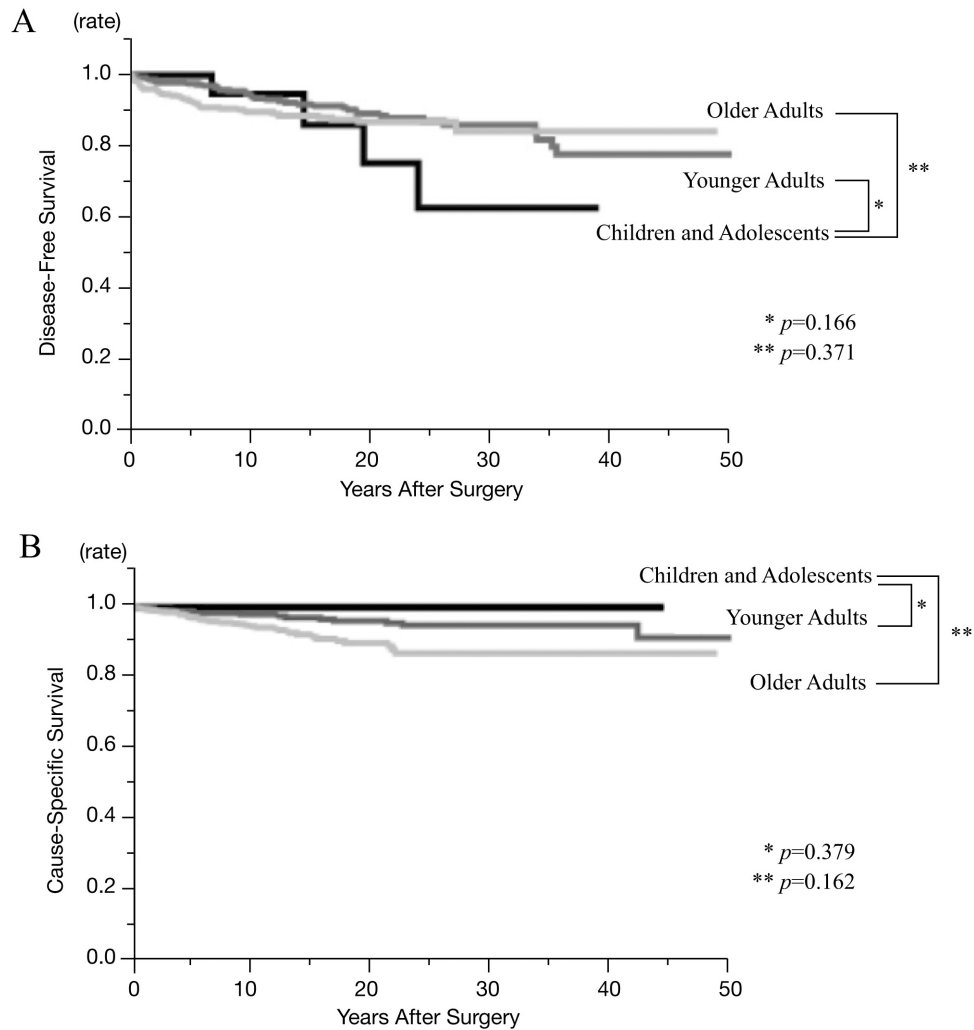 A
(rate)
1.0
0.8
0.6
0.4
0.2
0.0
Disease-Free Survival
0 10 20 30 40 50
Years After Surgery
Older Adults
Younger Adults
Children and Adolescents
**
*
* p=0.166
** p=0.371
B
(rate)
1.0
0.8
0.6
0.4
0.2
0.0
Cause-Specific Survival
0 10 20 30 40 50
Years After Surgery
Children and Adolescents
Younger Adults
Older Adults
*
**
* p=0.379
** p=0.162